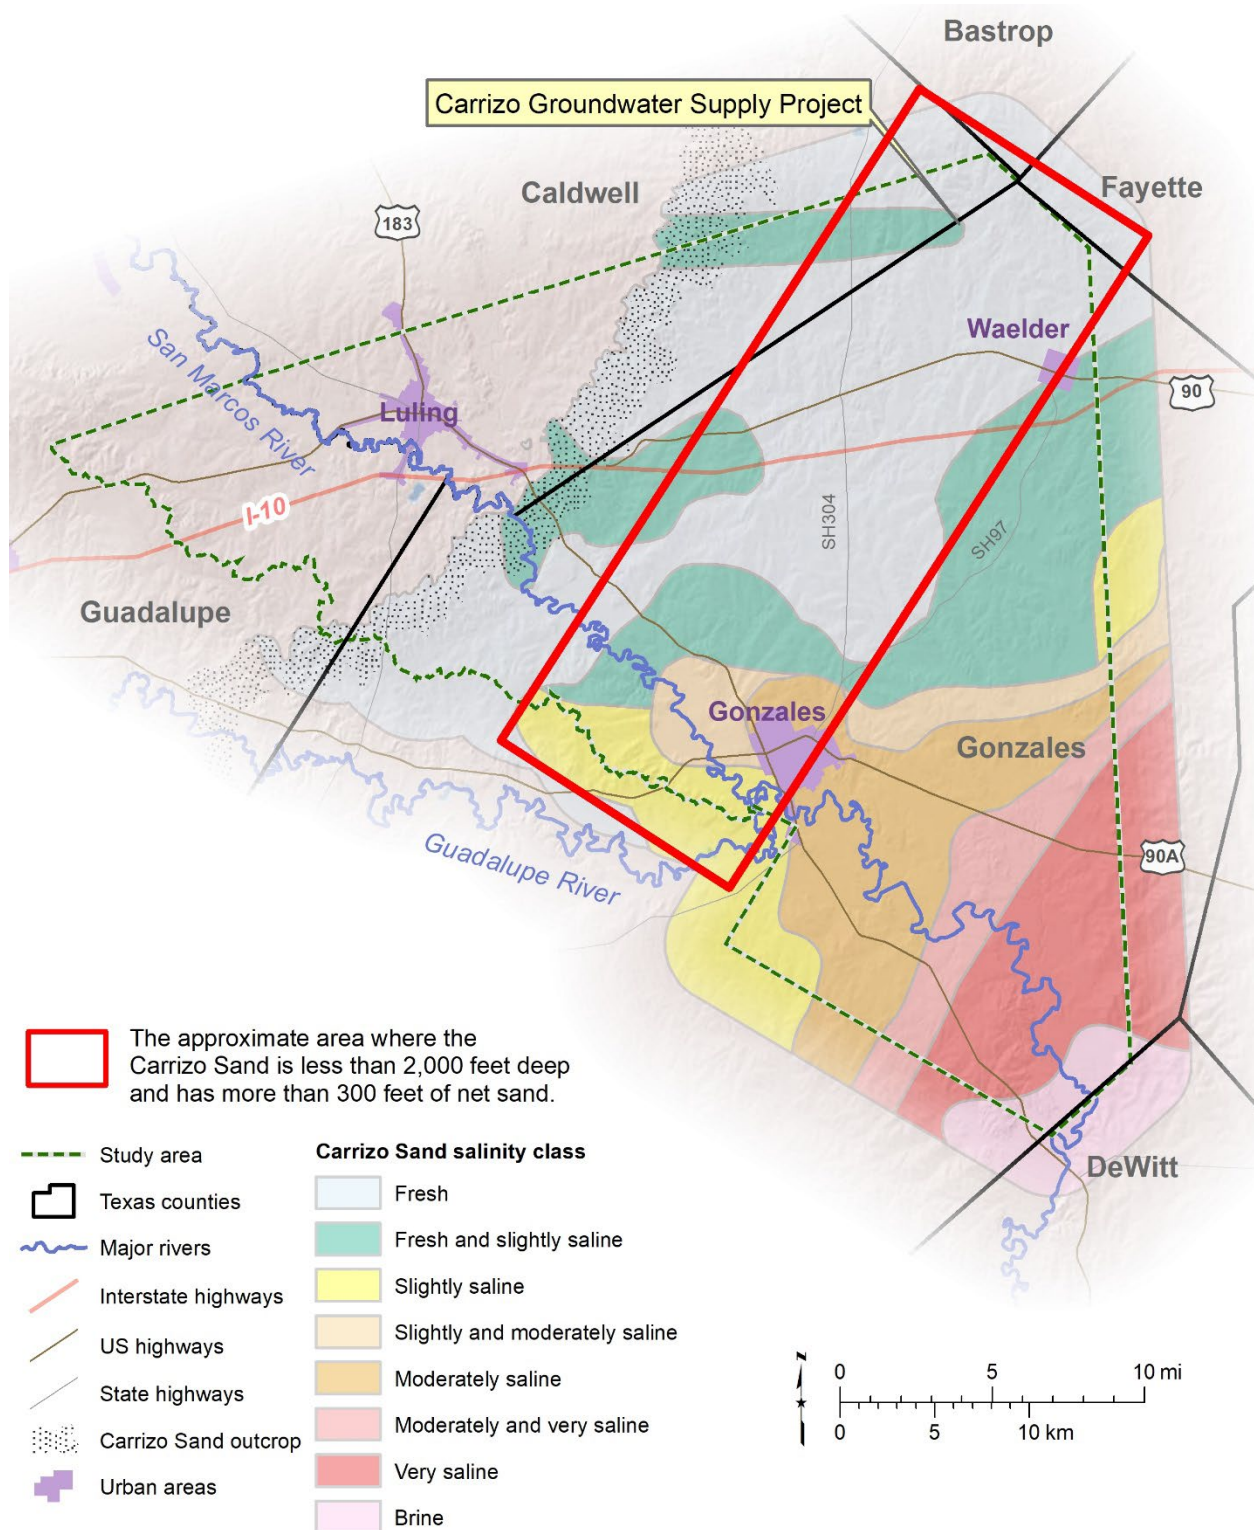 Bastrop
Carrizo Groundwater Supply Project
Caldwell
Fayette
183
San Marcos River
Waelder
Luling
90
I-10
SH304
SH97
Guadalupe
Gonzales
Gonzales
Guadalupe River
90A
DeWitt
The approximate area where the
Carrizo Sand is less than 2,000 feet deep
and has more than 300 feet of net sand.
Study area
Texas counties
Major rivers
Interstate highways
US highways
State highways
Carrizo Sand outcrop
Urban areas
Carrizo Sand salinity class
Fresh
Fresh and slightly saline
Slightly saline
Slightly and moderately saline
Moderately saline
Moderately and very saline
Very saline
Brine
N
0 5 10 mi
0 5 10 km